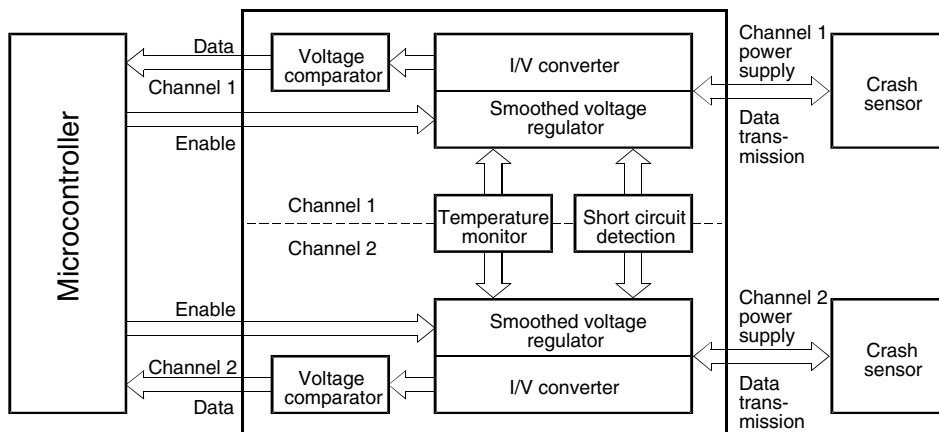 Microcontroller
Data
Channel 1
Enable
Voltage
comparator
I/V converter
Smoothed voltage
regulator
Channel 1
power
supply
Data
trans-
mission
Crash
sensor
Channel 1
Channel 2
Temperature
monitor
Short circuit
detection
Enable
Channel 2
Data
Voltage
comparator
Smoothed voltage
regulator
I/V converter
Channel 2
power
supply
Data
trans-
mission
Crash
sensor